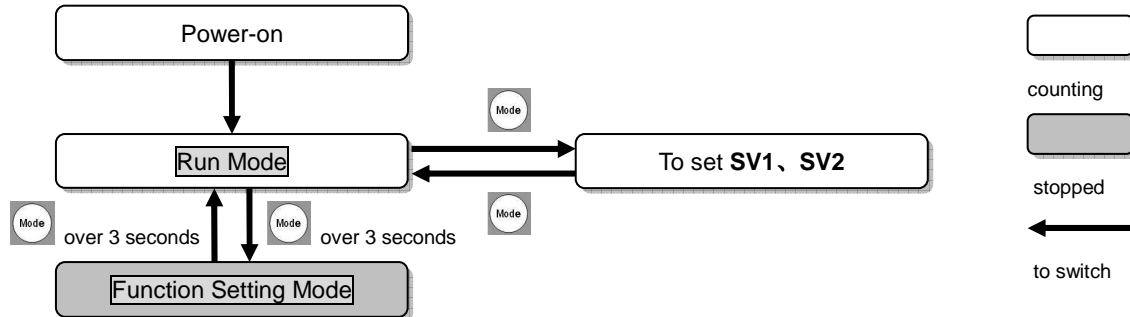 Power-on
Mode
counting
Run Mode
To set SV1、SV2
Mode
Mode over 3 seconds
Mode over 3 seconds
stopped
Function Setting Mode
to switch